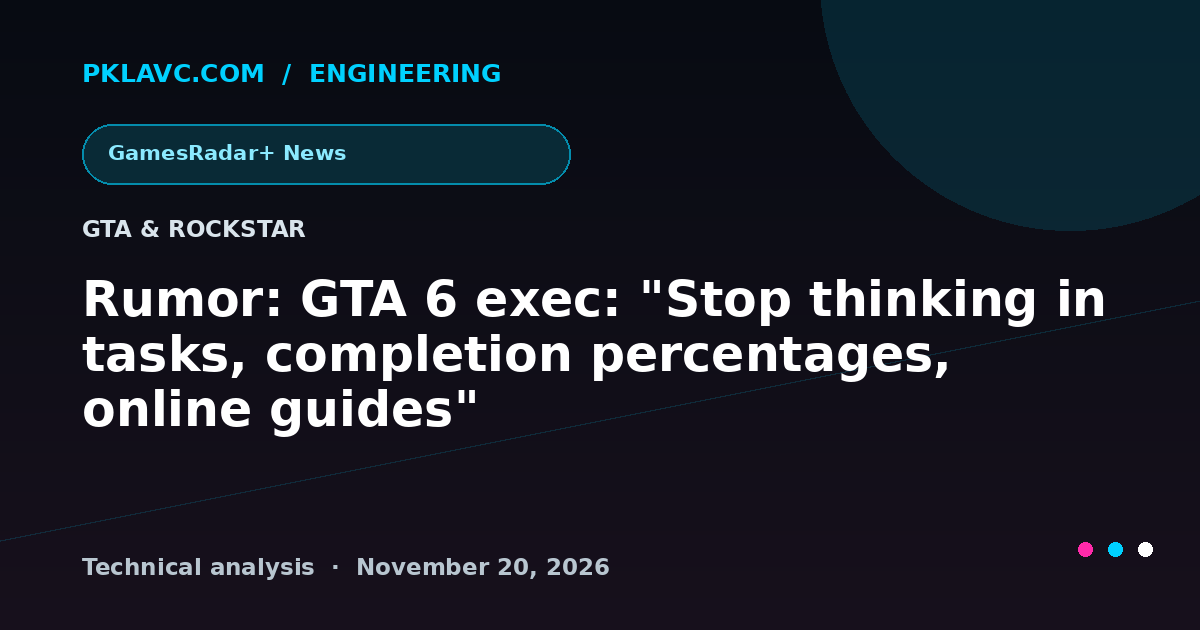 PKLAVC.COM / ENGINEERING
GamesRadar+ News
GTA & ROCKSTAR
Rumor: GTA 6 exec: "Stop thinking in
tasks, completion percentages,
online guides"
Technical analysis · November 20, 2026